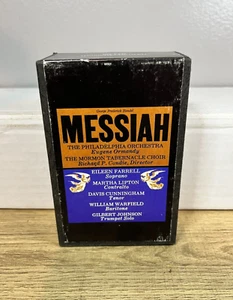 MESSIAH
THE PHILADELPHIA ORCHESTRA
Eugene Ormandy
THE MORMON TABERNACLE CHOIR
Richard P. Condie, Director
EILEEN FARRELL
Soprano
MARTHA LIPTON
Contralto
DAVIS CUNNINGHAM
Tenor
WILLIAM WARFIELD
Baritone
GILBERT JOHNSON
Trumpet Solo